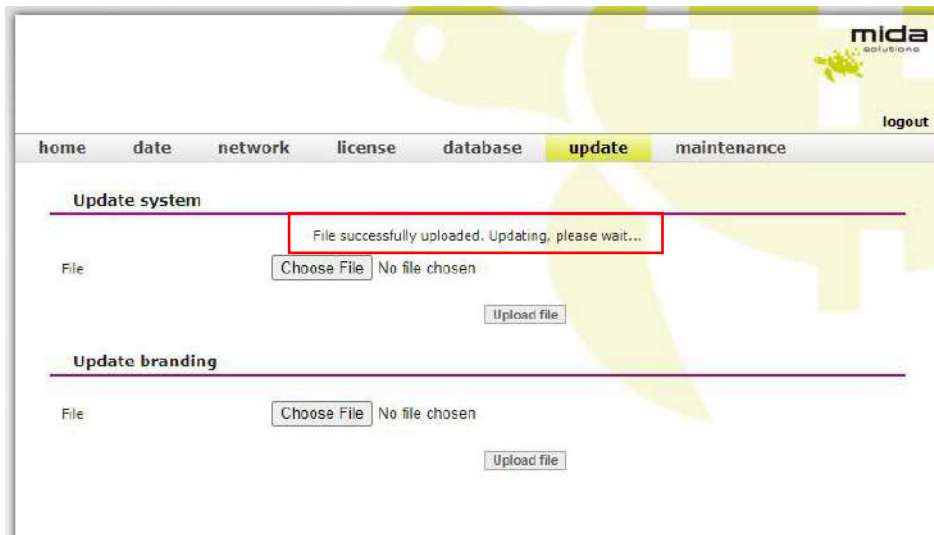 mida
solutions
logout
home date network license database update maintenance
Update system
File successfully uploaded. Updating, please wait...
File Choose File No file chosen
Upload file
Update branding
File Choose File No file chosen
Upload file